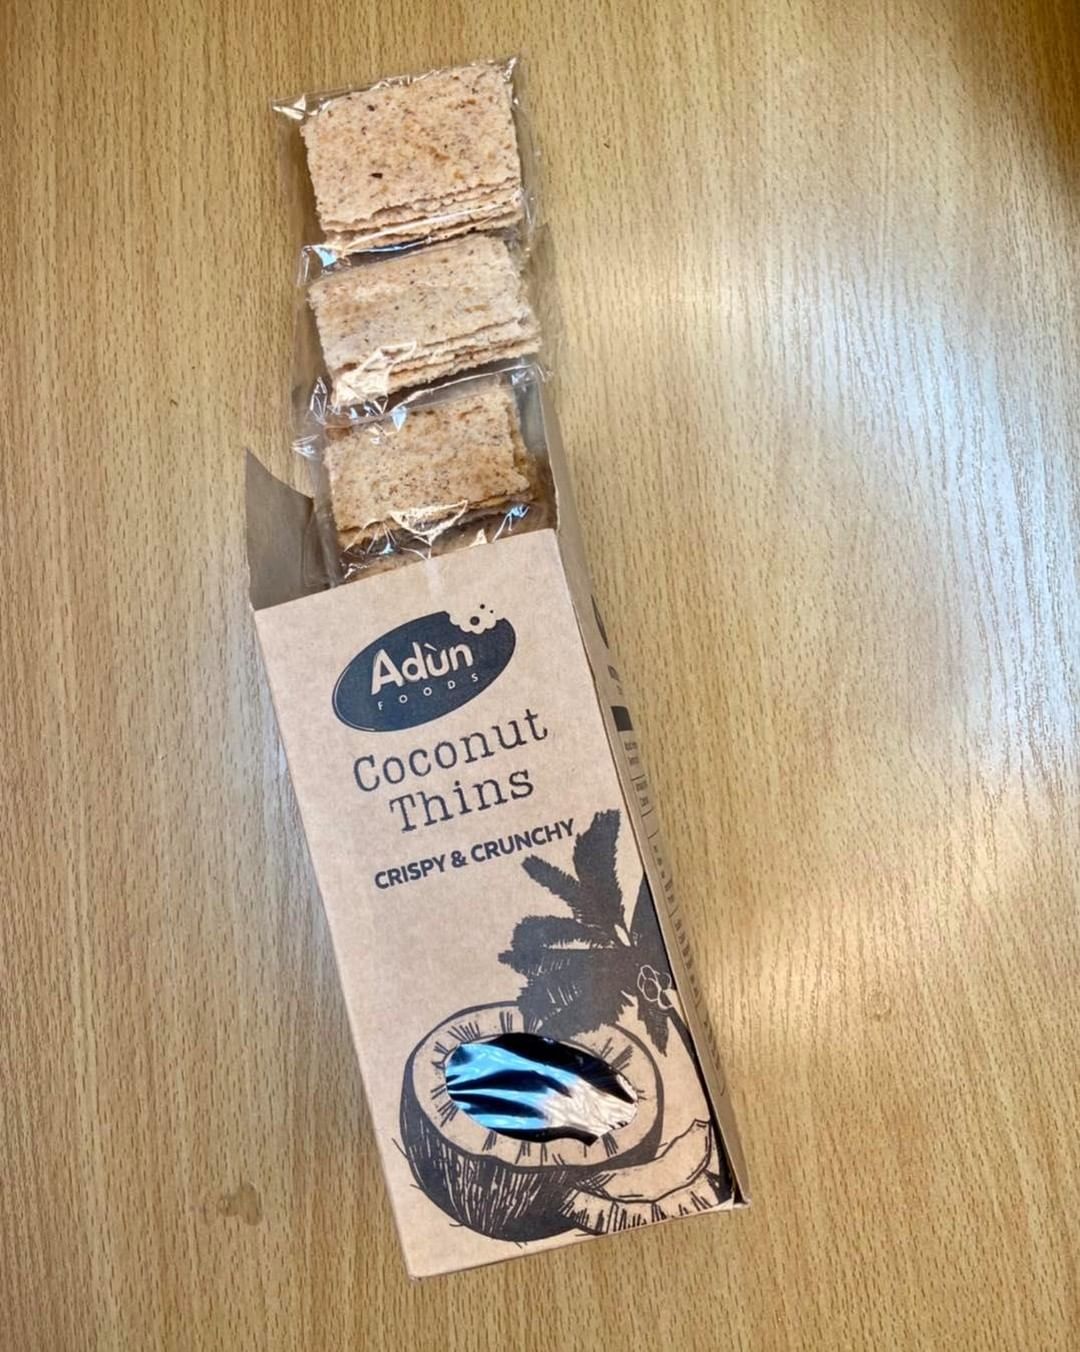 Adùn
FOODS
Coconut
Thins
CRISPY & CRUNCHY